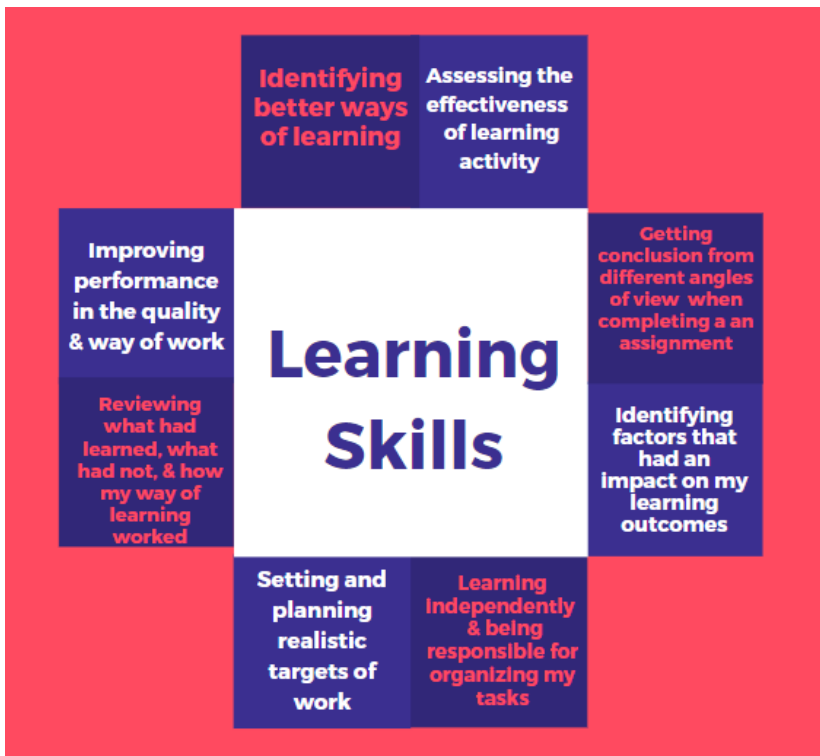 Identifying
better ways
of learning
Assessing the
effectiveness
of learning
activity
Getting
conclusion from
different angles
of view when
completing a an
assignment
Identifying
factors that
had an
impact on my
learning
outcomes
Learning
Independently
& being
responsible for
organizing my
tasks
Setting and
planning
realistic
targets of
work
Reviewing
what had
learned, what
had not, & how
my way of
learning
worked
Improving
performance
in the quality
& way of work
Learning
Skills